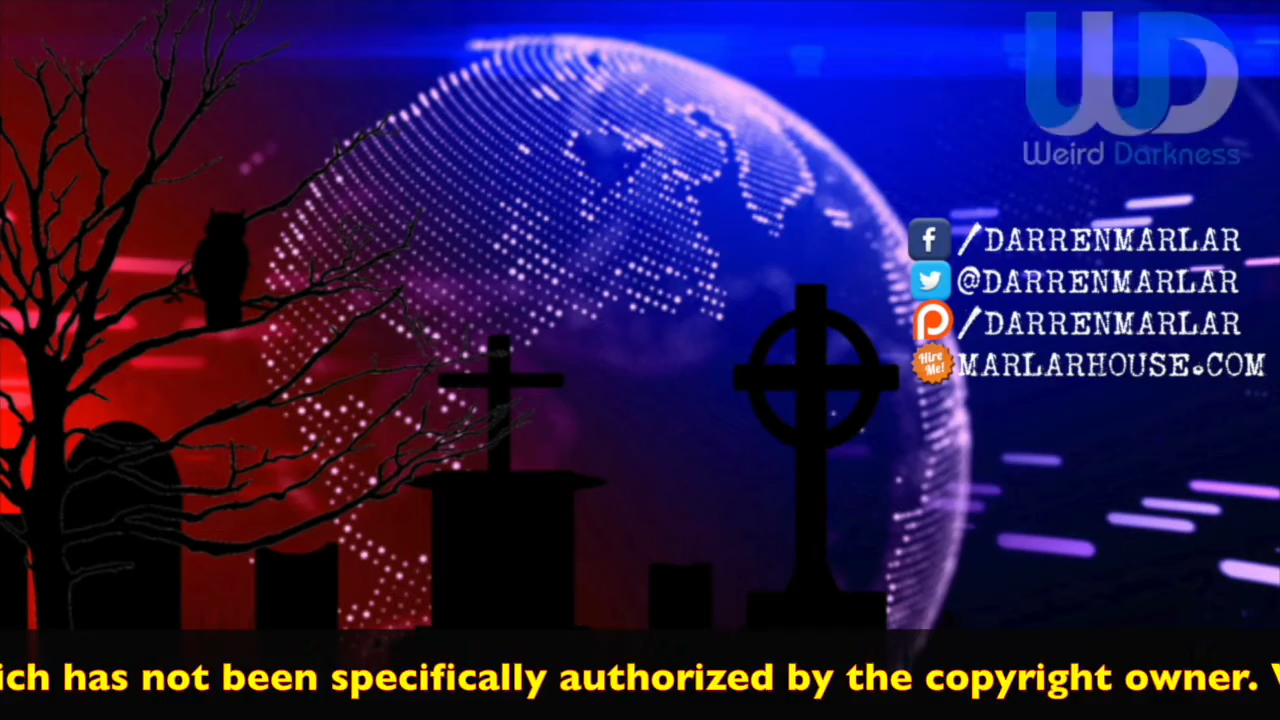 WD
Weird Darkness
f /DARRENMARLAR
@DARRENMARLAR
/DARRENMARLAR
Hire Me! MARLARHOUSE.COM
ich has not been specifically authorized by the copyright owner.